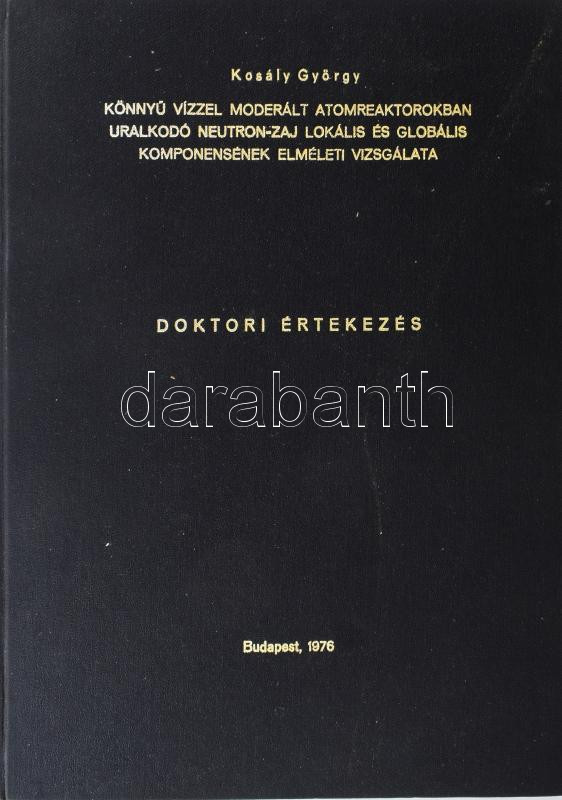 Kosály György
KÖNNYŰ VÍZZEL MODERÁLT ATOMREAKTOROKBAN
URALKODÓ NEUTRON-ZAJ LOKÁLIS ÉS GLOBÁLIS
KOMPONENSÉNEK ELMÉLETI VIZSGÁLATA
DOKTORI ÉRTEKEZÉS
darabanth
Budapest, 1976